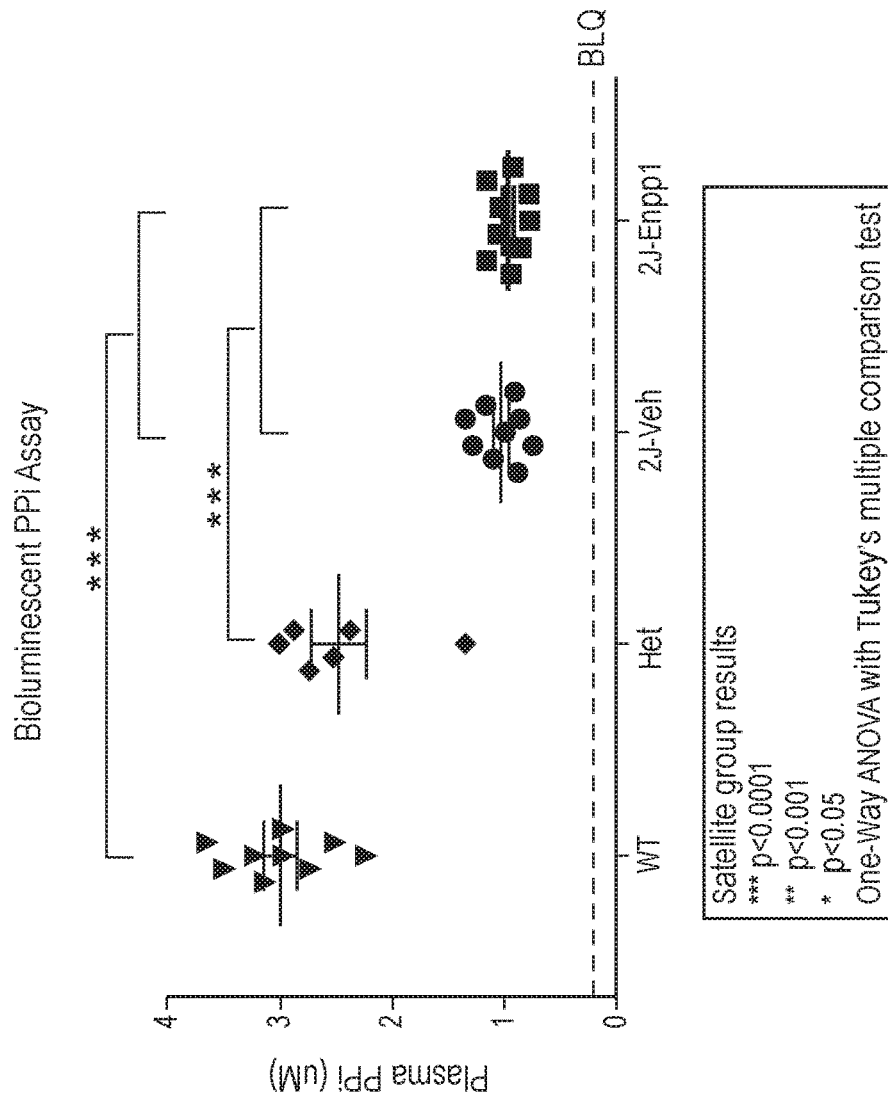 Bioluminescent PPi Assay
***
***
Plasma PPi (uM)
4
3
2
1
0
BLQ
WT
Het
2J-Veh
2J-Enpp1
Satellite group results
*** p<0.0001
** p<0.001
* p<0.05
One-Way ANOVA with Tukey's multiple comparison test